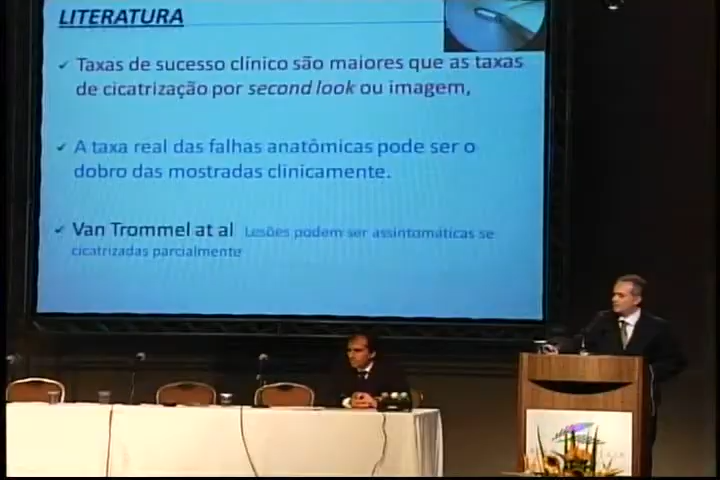 LITERATURA
✓ Taxas de sucesso clínico são maiores que as taxas
de cicatrização por second look ou imagem,
✓ A taxa real das falhas anatômicas pode ser o
dobro das mostradas clinicamente.
✓ Van Trommel at al Lesões podem ser assintomáticas se
cicatrizadas parcialmente